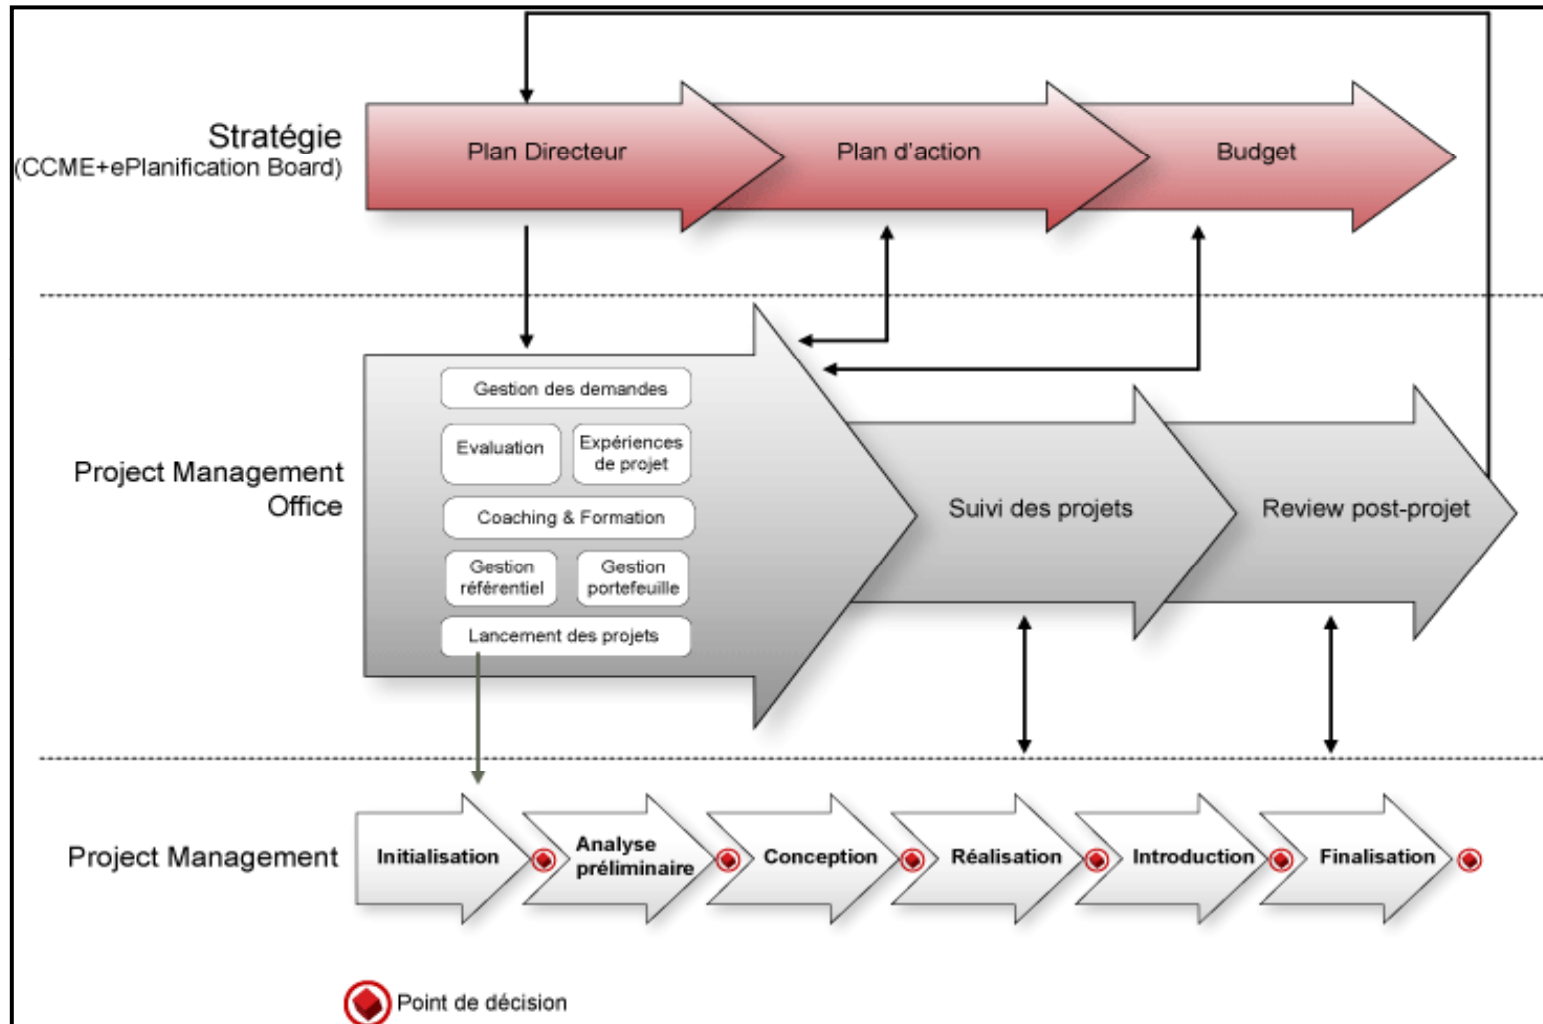 Stratégie
(CCME+ePlanification Board)
Plan Directeur
Plan d'action
Budget
Project Management
Office
Gestion des demandes
Evaluation
Expériences
de projet
Coaching & Formation
Gestion
référentiel
Gestion
portefeuille
Lancement des projets
Suivi des projets
Review post-projet
Project Management
Initialisation
Analyse
préliminaire
Conception
Réalisation
Introduction
Finalisation
Point de décision